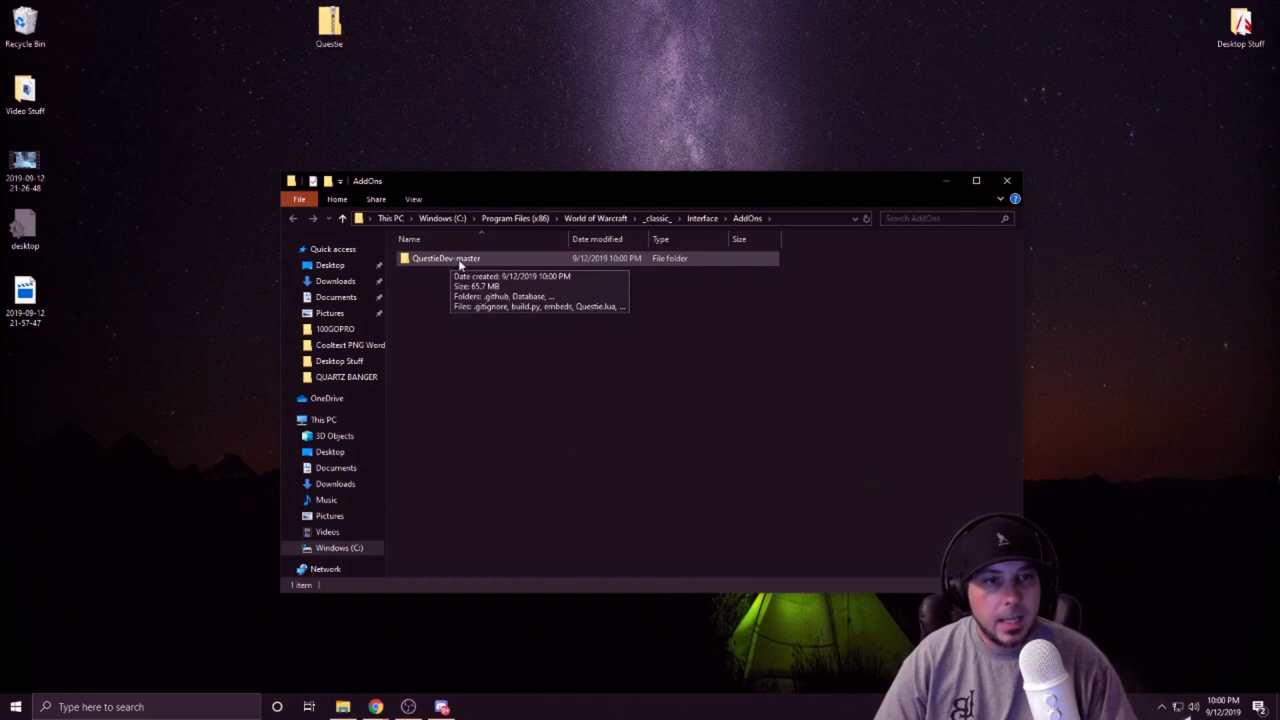 Recycle Bin
Questie
Desktop Stuff
Video Stuff
2019-09-12
21-26-48
desktop
2019-09-12
21-57-47
AddOns
File
Home
Share
View
This PC
Windows (C:)
Program Files (x86)
World of Warcraft
_classic_
Interface
AddOns
Search AddOns
Name
Date modified
Type
Size
QuestieDev-master
9/12/2019 10:00 PM
File folder
Date created: 9/12/2019 10:00 PM
Size: 65.7 MB
Folders: .github, Database, ...
Files: .gitignore, build.py, embeds, Questie.lua, ...
Quick access
Desktop
Downloads
Documents
Pictures
100GOPRO
Cooltext PNG Word
Desktop Stuff
QUARTZ BANGER
OneDrive
This PC
3D Objects
Desktop
Documents
Downloads
Music
Pictures
Videos
Windows (C:)
Network
1 item
Type here to search
10:00 PM
9/12/2019
2